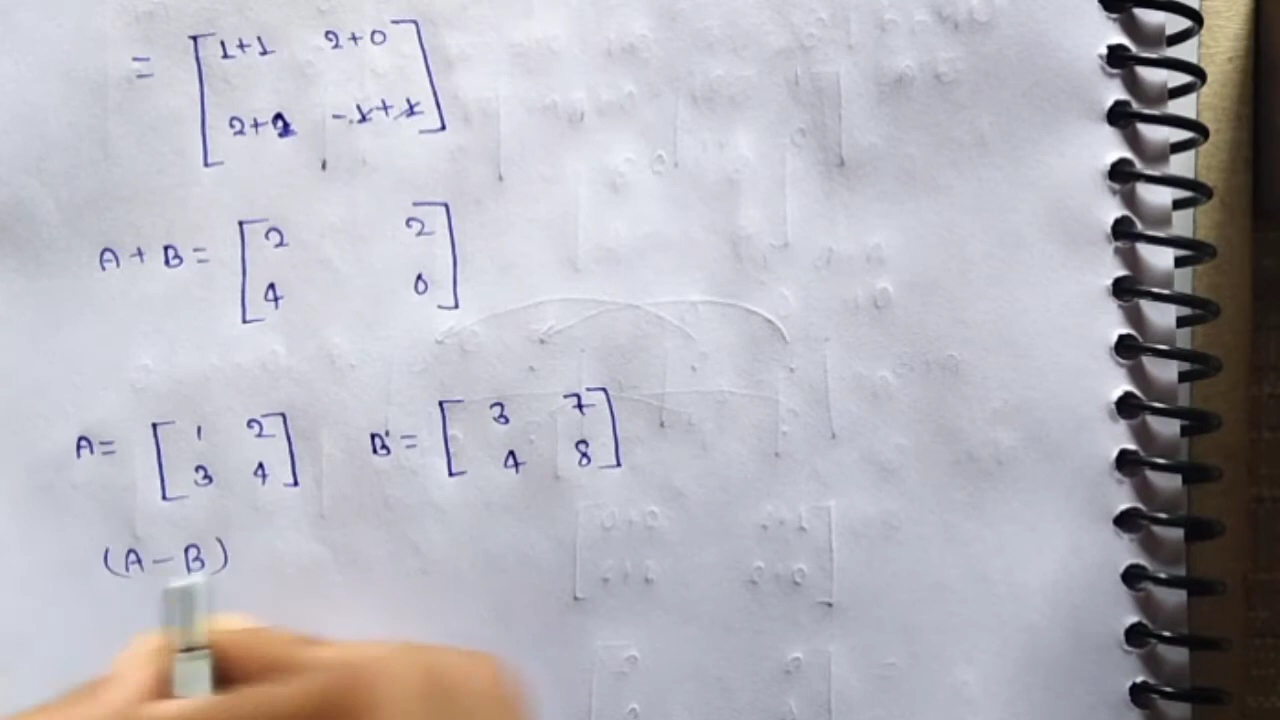 = [ 1+1 2+0
2+2 -1+1 ]
A + B = [ 2 2
4 0 ]
A = [ 1 2 B = [ 3 7
3 4 ] 4 8 ]
(A - B)